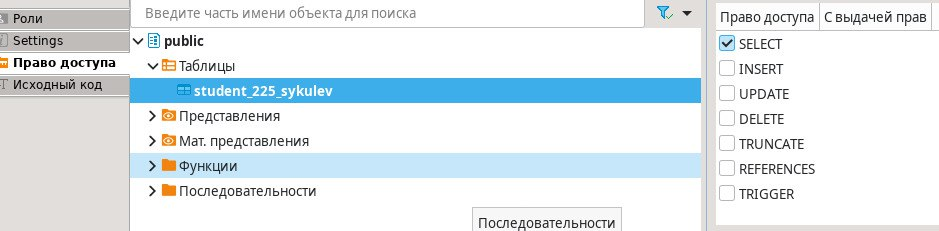 Роли
Settings
Право доступа
Исходный код
Введите часть имени объекта для поиска
public
Таблицы
student_225_sykulev
Представления
Мат. представления
Функции
Последовательности
Последовательности
Право доступа
С выдачей прав
SELECT
INSERT
UPDATE
DELETE
TRUNCATE
REFERENCES
TRIGGER